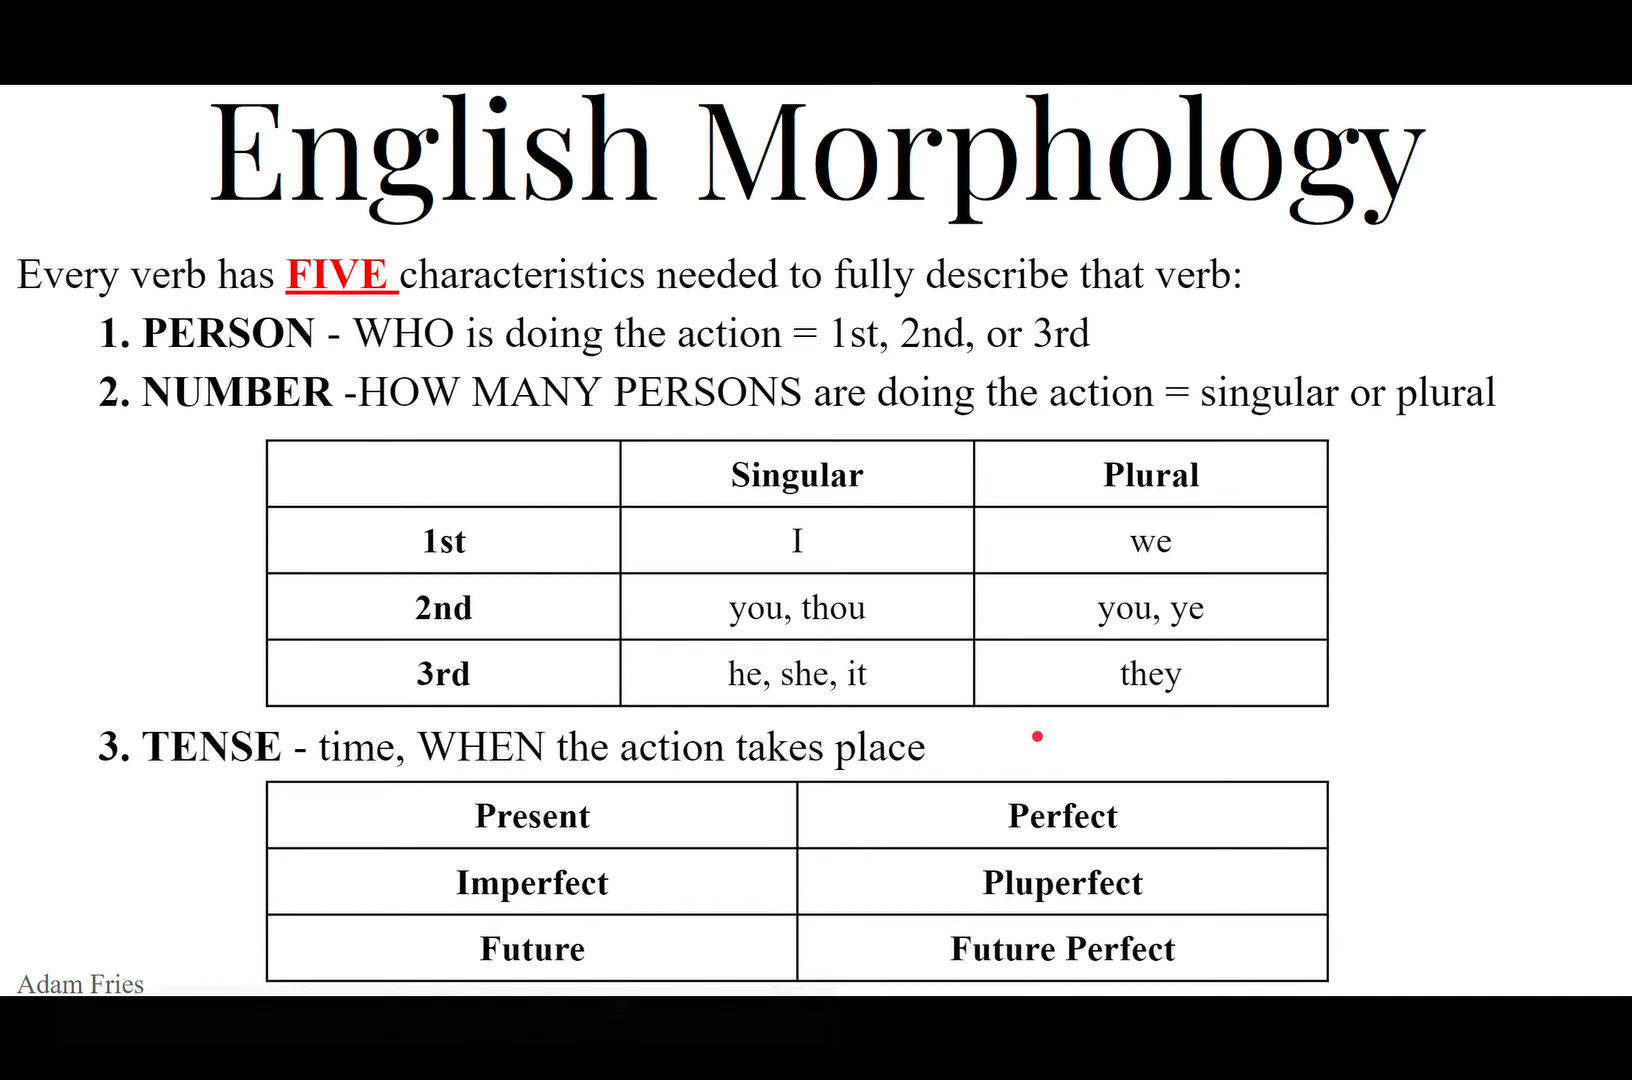 English Morphology
Every verb has FIVE characteristics needed to fully describe that verb:
1. PERSON - WHO is doing the action = 1st, 2nd, or 3rd
2. NUMBER -HOW MANY PERSONS are doing the action = singular or plural
Singular Plural
1st I we
2nd you, thou you, ye
3rd he, she, it they
3. TENSE - time, WHEN the action takes place
Present Perfect
Imperfect Pluperfect
Future Future Perfect
Adam Fries